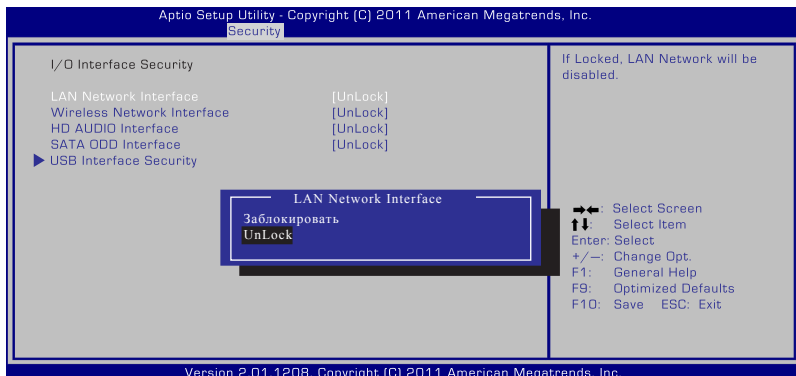 Aptio Setup Utility - Copyright (C) 2011 American Megatrends, Inc.
Security
I/O Interface Security
LAN Network Interface [UnLock]
Wireless Network Interface [UnLock]
HD AUDIO Interface [UnLock]
SATA ODD Interface [UnLock]
USB Interface Security
LAN Network Interface
Заблокировать
UnLock
If Locked, LAN Network will be
disabled.
: Select Screen
: Select Item
Enter: Select
+/—: Change Opt.
F1: General Help
F9: Optimized Defaults
F10: Save ESC: Exit
Version 2.01.1208. Copyright (C) 2011 American Megatrends, Inc.